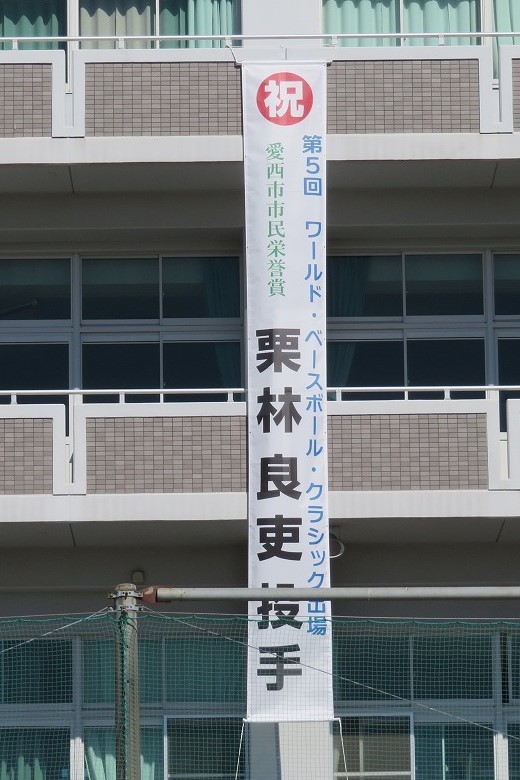 祝
第5回 ワールド・ベースボール・クラシック出場
愛西市市民栄誉賞
栗林良吏投手